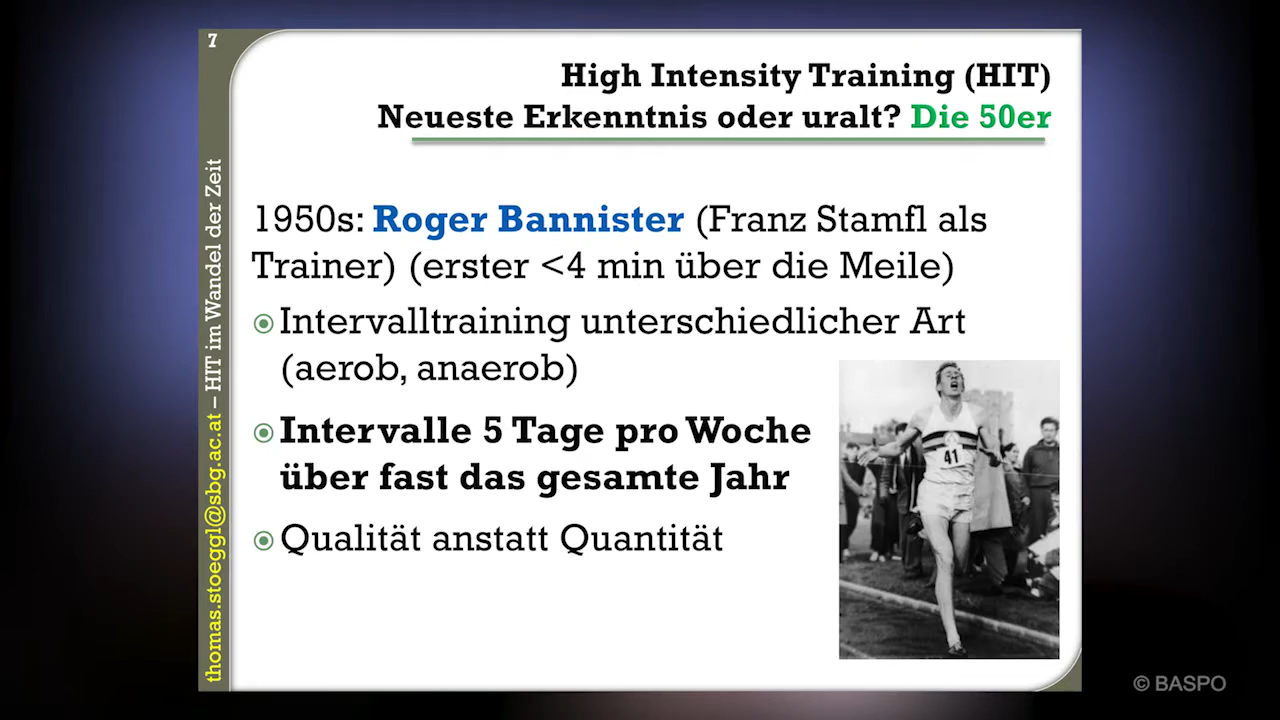 7
High Intensity Training (HIT)
Neueste Erkenntnis oder uralt? Die 50er
thomas.stoeggl@sbg.ac.at – HIT im Wandel der Zeit
1950s: Roger Bannister (Franz Stamfl als
Trainer) (erster <4 min über die Meile)
Intervalltraining unterschiedlicher Art
(aerob, anaerob)
Intervalle 5 Tage pro Woche
über fast das gesamte Jahr
Qualität anstatt Quantität
41
© BASPO